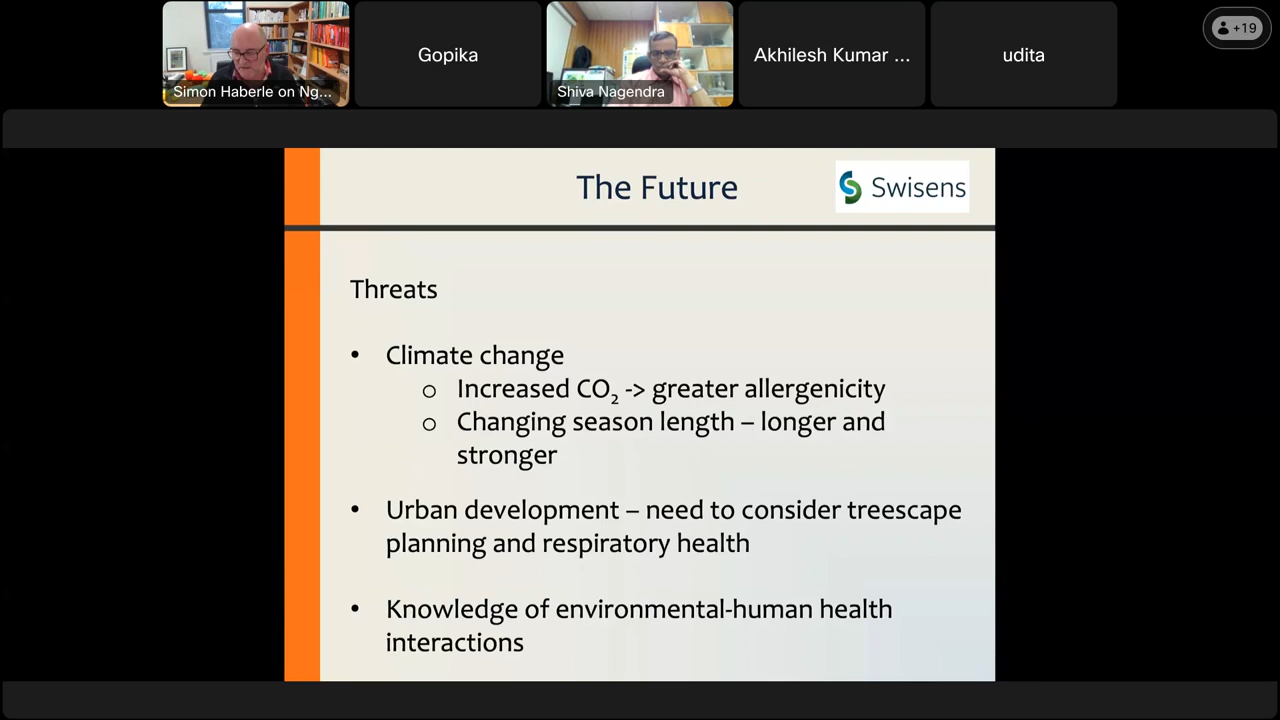 Simon Haberle on Ng...
Gopika
Shiva Nagendra
Akhilesh Kumar ...
udita
+19
The Future
Swisens
Threats
• Climate change
o Increased CO₂ -> greater allergenicity
o Changing season length – longer and
stronger
• Urban development – need to consider treescape
planning and respiratory health
• Knowledge of environmental-human health
interactions